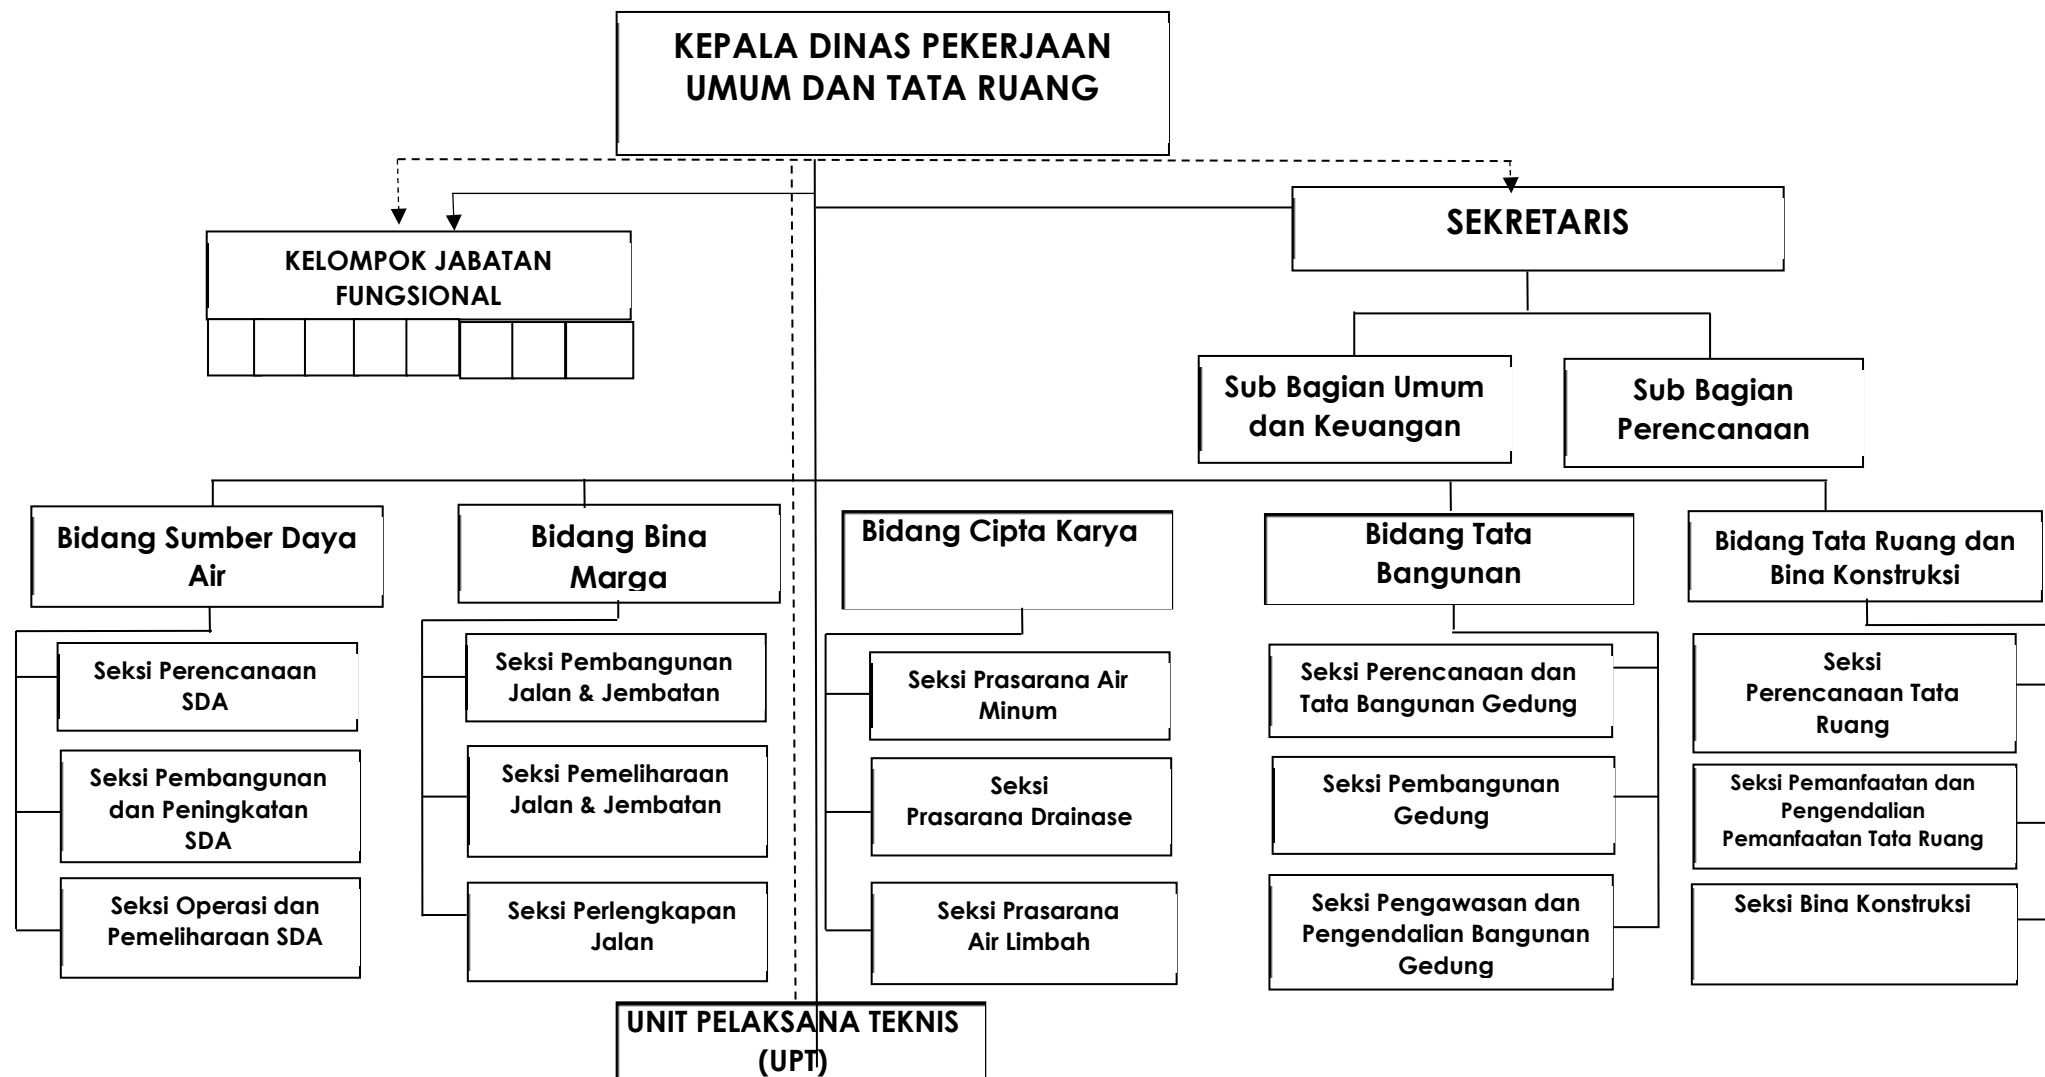 KEPALA DINAS PEKERJAAN
UMUM DAN TATA RUANG
SEKRETARIS
KELOMPOK JABATAN
FUNGSIONAL
Sub Bagian Umum
dan Keuangan
Sub Bagian
Perencanaan
Bidang Sumber Daya
Air
Bidang Bina
Marga
Bidang Cipta Karya
Bidang Tata
Bangunan
Bidang Tata Ruang dan
Bina Konstruksi
Seksi Perencanaan
SDA
Seksi Pembangunan
dan Peningkatan
SDA
Seksi Operasi dan
Pemeliharaan SDA
Seksi Pembangunan
Jalan & Jembatan
Seksi Pemeliharaan
Jalan & Jembatan
Seksi Perlengkapan
Jalan
Seksi Prasarana Air
Minum
Seksi
Prasarana Drainase
Seksi Prasarana
Air Limbah
Seksi Perencanaan dan
Tata Bangunan Gedung
Seksi Pembangunan
Gedung
Seksi Pengawasan dan
Pengendalian Bangunan
Gedung
Seksi
Perencanaan Tata
Ruang
Seksi Pemanfaatan dan
Pengendalian
Pemanfaatan Tata Ruang
Seksi Bina Konstruksi
UNIT PELAKSANA TEKNIS
(UPT)